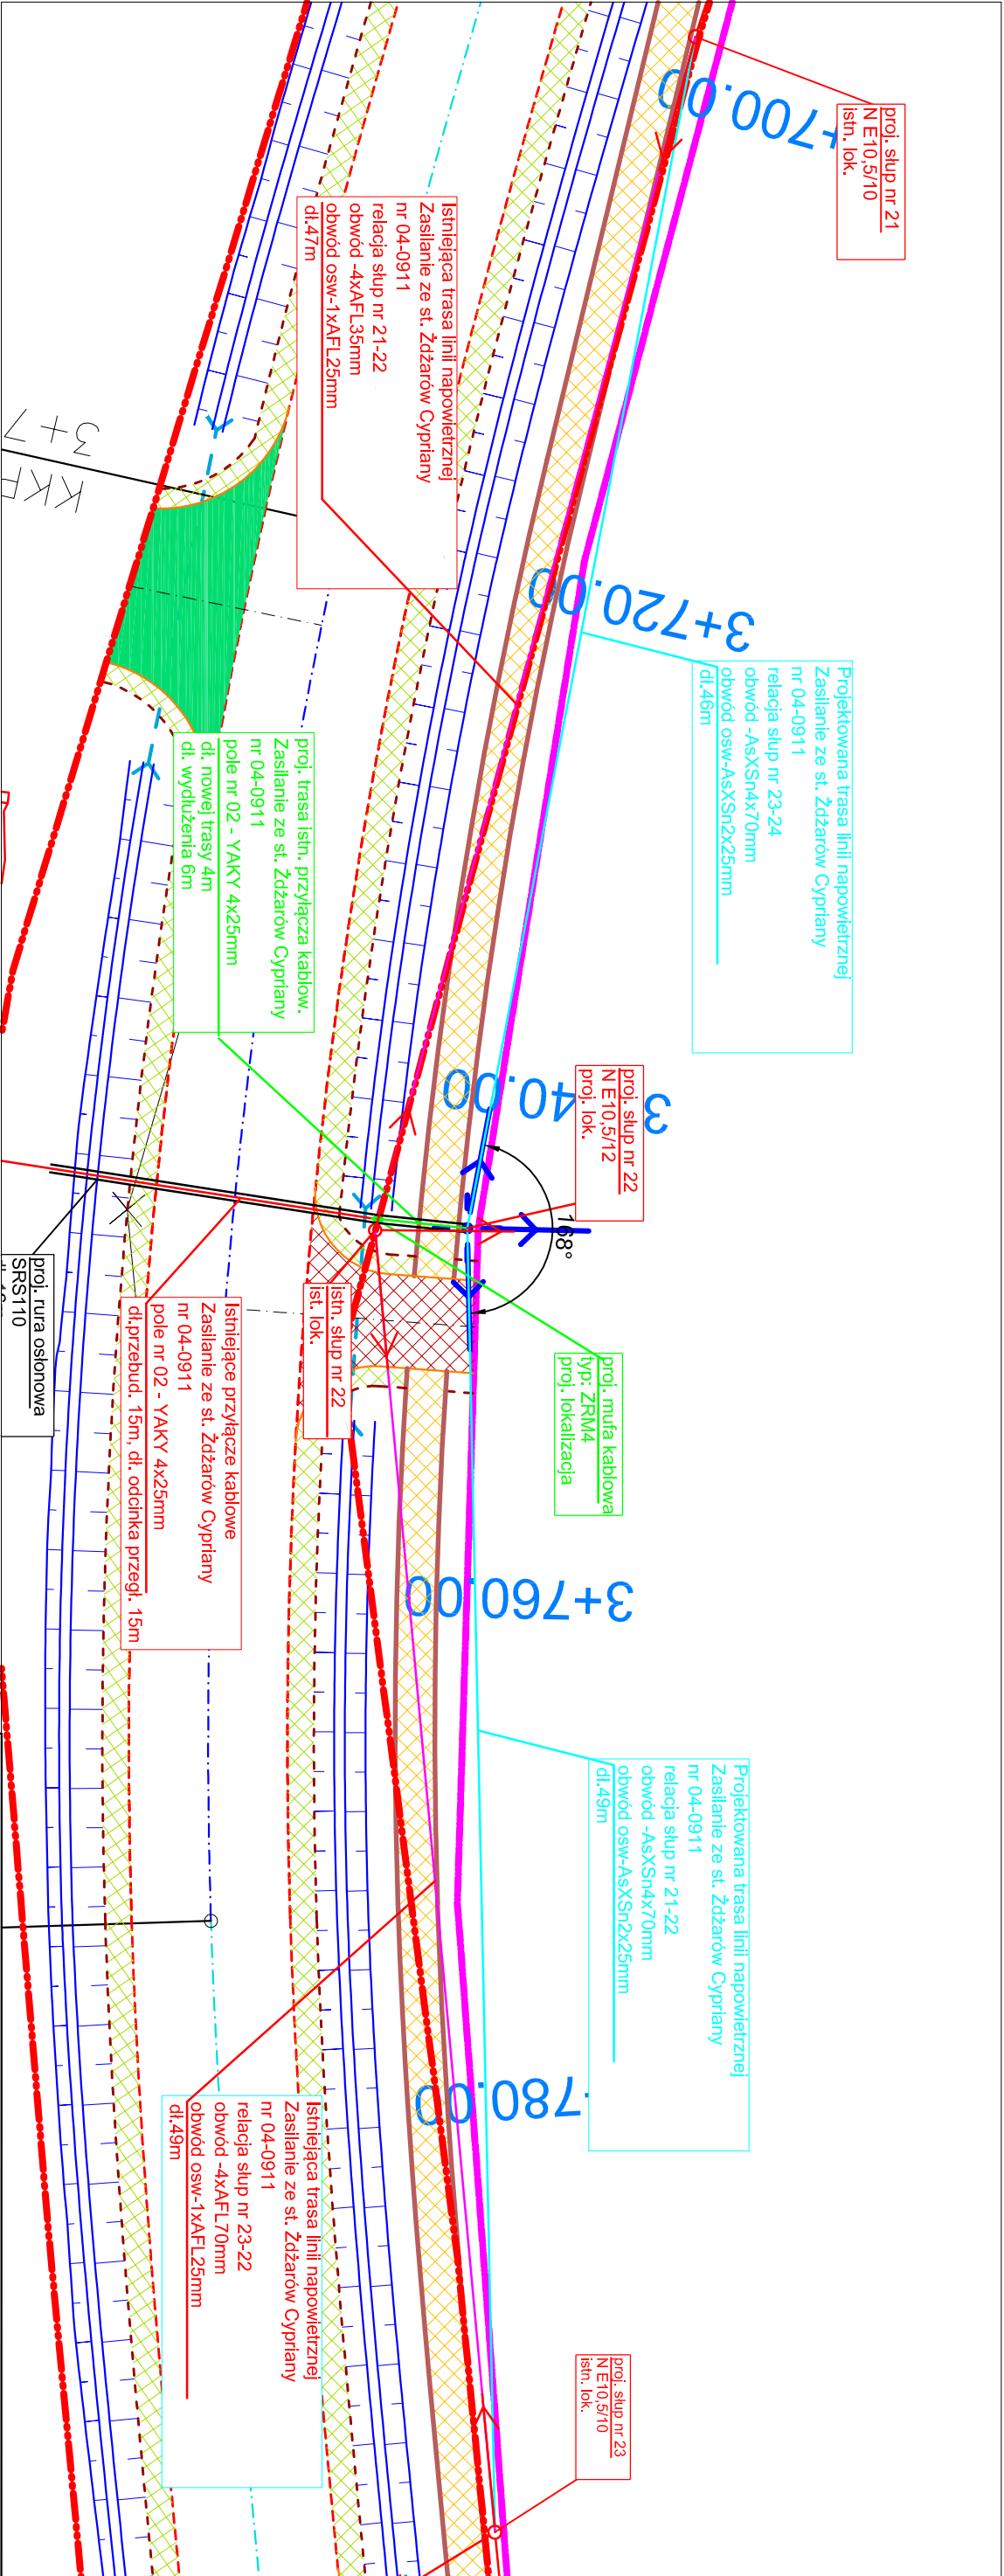 proj. słup nr 21
N E10,5/10
istn. lok.
+700.00
Istniejąca trasa linii napowietrznej
Zasilanie ze st. Żdżarów Cypriany
nr 04-0911
relacja słup nr 21-22
obwód -4xAFL35mm
obwód osw-1xAFL25mm
dł.47m
3+7
KKP
3+720.00
Projektowana trasa linii napowietrznej
Zasilanie ze st. Żdżarów Cypriany
nr 04-0911
relacja słup nr 23-24
obwód -AsXSn4x70mm
obwód osw-AsXSn2x25mm
dł.46m
proj. trasa istn. przyłącza kablow.
Zasilanie ze st. Żdżarów Cypriany
nr 04-0911
pole nr 02 - YAKY 4x25mm
dł. nowej trasy 4m
dł. wydłużenia 6m
3 40.00
proj. słup nr 22
N E10,5/12
proj. lok.
168°
istn. słup nr 22
ist. lok.
proj. mufa kablowa
typ: ZRM4
proj. lokalizacja
proj. rura osłonowa
SRS110
Istniejące przyłącze kablowe
Zasilanie ze st. Żdżarów Cypriany
nr 04-0911
pole nr 02 - YAKY 4x25mm
dł.przebud. 15m, dł. odcinka przegł. 15m
3+760.00
Projektowana trasa linii napowietrznej
Zasilanie ze st. Żdżarów Cypriany
nr 04-0911
relacja słup nr 21-22
obwód -AsXSn4x70mm
obwód osw-AsXSn2x25mm
dł.49m
780.00
Istniejąca trasa linii napowietrznej
Zasilanie ze st. Żdżarów Cypriany
nr 04-0911
relacja słup nr 23-22
obwód -4xAFL70mm
obwód osw-1xAFL25mm
dł.49m
proj. słup nr 23
N E10,5/10
istn. lok.